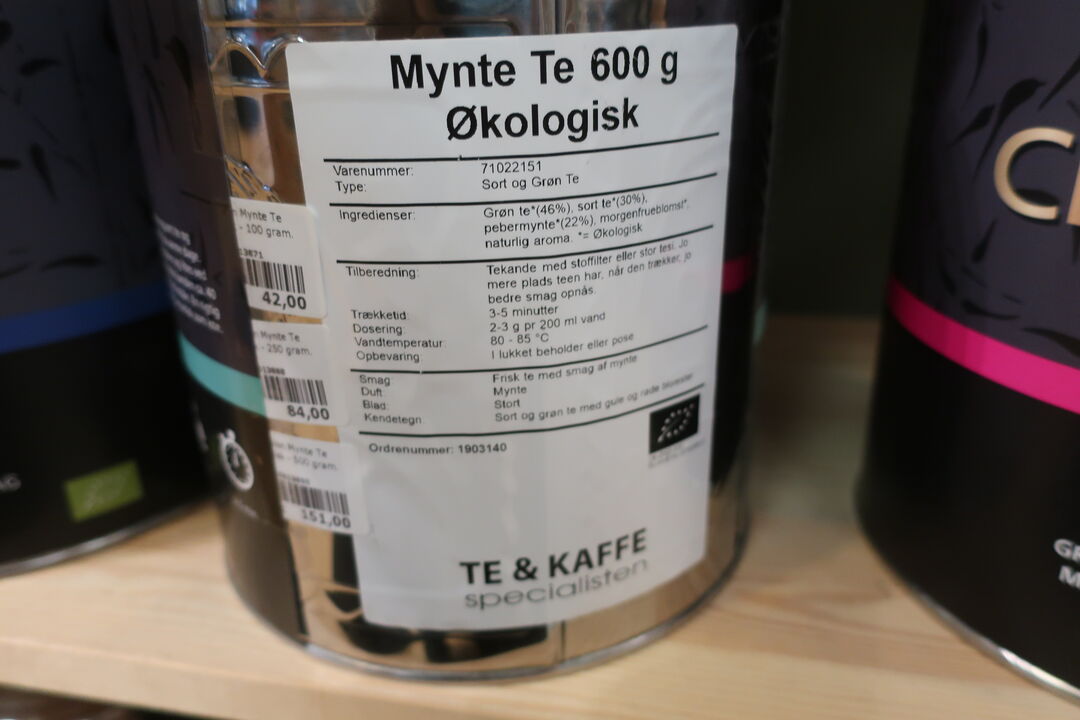 Mynte Te 600 g
Økologisk
Varenummer: 71022151
Type: Sort og Grøn Te
Ingredienser: Grøn te*(46%), sort te*(30%),
pebermynte*(22%), morgenfrueblomst*,
naturlig aroma. *= Økologisk
Tilberedning: Tekande med stoffilter eller stor tesi. Jo
mere plads teen har, når den trækker, jo
bedre smag opnås.
Trækketid: 3-5 minutter
Dosering: 2-3 g pr 200 ml vand
Vandtemperatur: 80 - 85 °C
Opbevaring: I lukket beholder eller pose
Smag: Frisk te med smag af mynte
Duft: Mynte
Blad: Stort
Kendetegn: Sort og grøn te med gule og røde
Ordrenummer: 1903140
TE & KAFFE
specialisten
Mynte Te
- 100 gram.
42,00
Mynte Te
- 250 gram.
84,00
Mynte Te
- 500 gram.
151,00